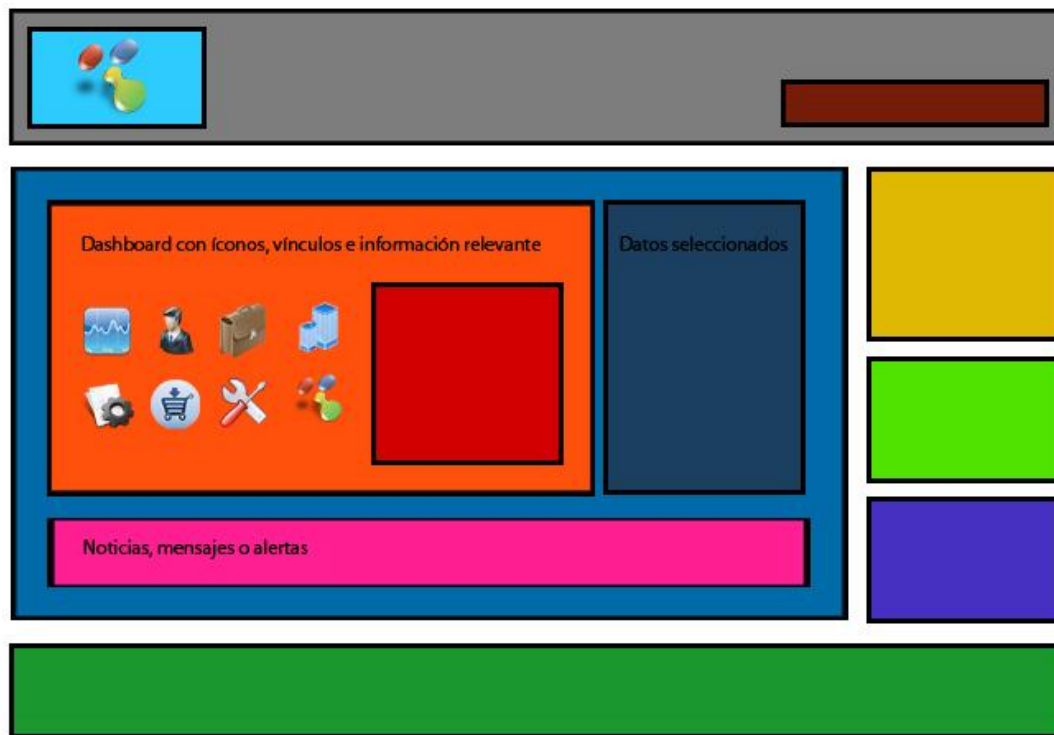 Dashboard con íconos, vínculos e información relevante
Datos seleccionados
Noticias, mensajes o alertas